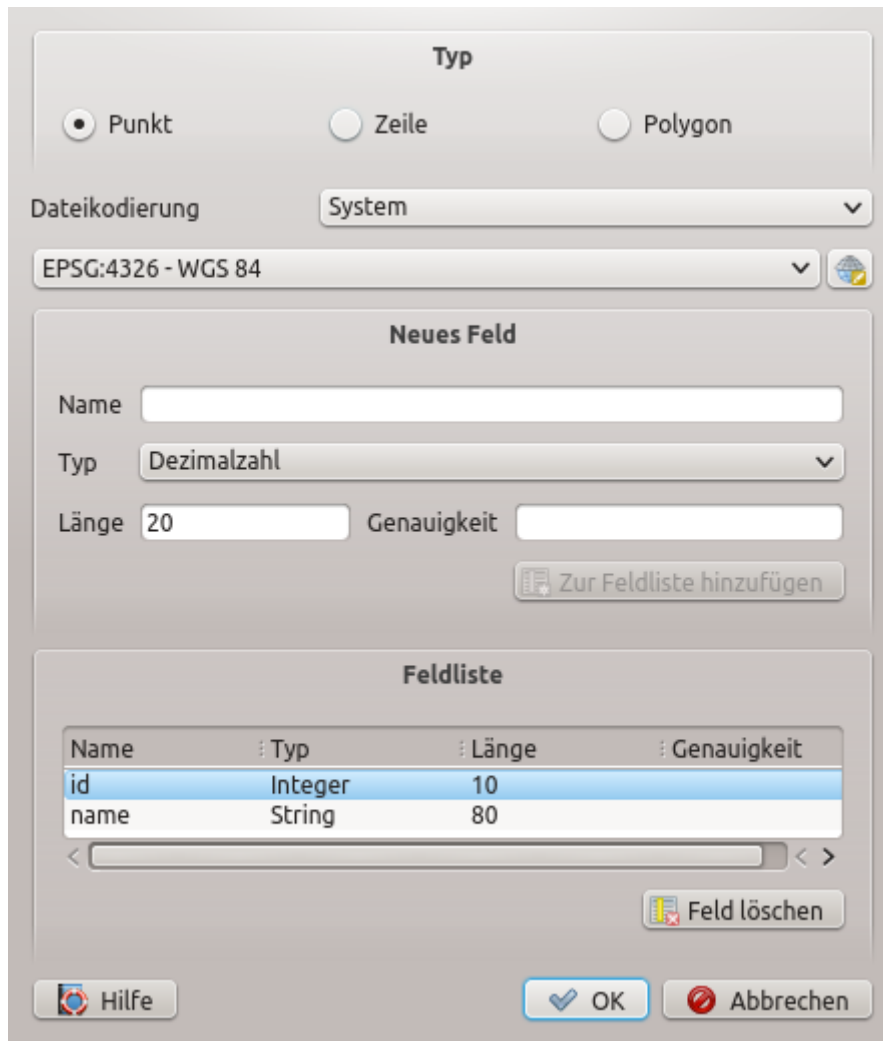 Typ
Punkt Zeile Polygon
Dateikodierung System
EPSG:4326 - WGS 84
Neues Feld
Name
Typ Dezimalzahl
Länge 20 Genauigkeit
Zur Feldliste hinzufügen
Feldliste
Name Typ Länge Genauigkeit
id Integer 10
name String 80
Feld löschen
Hilfe OK Abbrechen